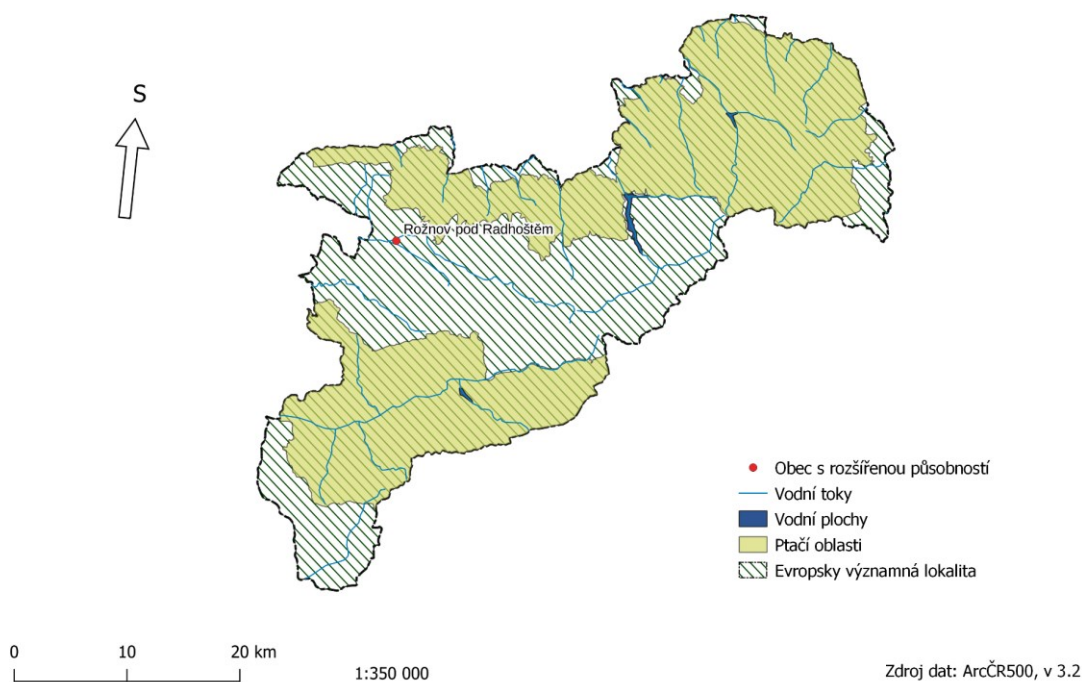 S
Rožnov pod Radhoštěm
Obec s rozšířenou působností
Vodní toky
Vodní plochy
Ptačí oblasti
Evropsky významná lokalita
0 10 20 km
1:350 000
Zdroj dat: ArcČR500, v 3.2